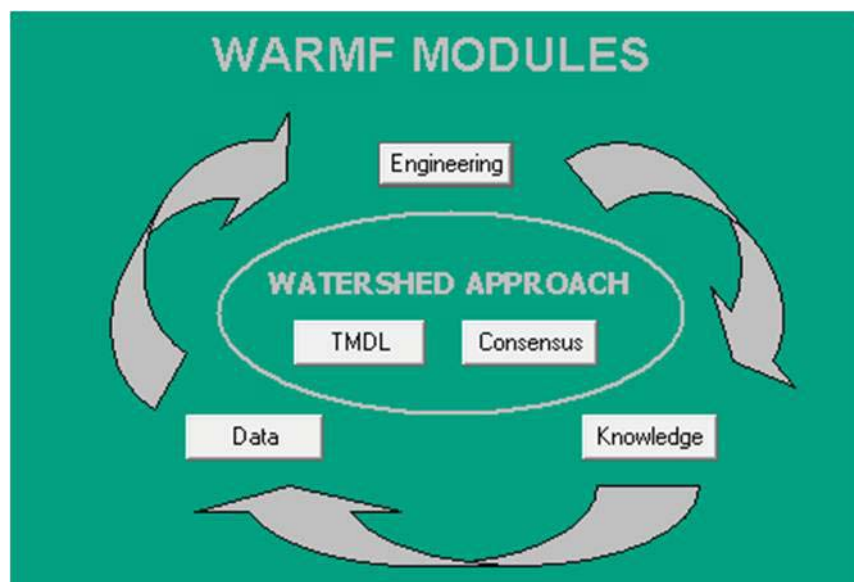 WARMF MODULES
Engineering
WATERSHED APPROACH
TMDL Consensus
Data Knowledge